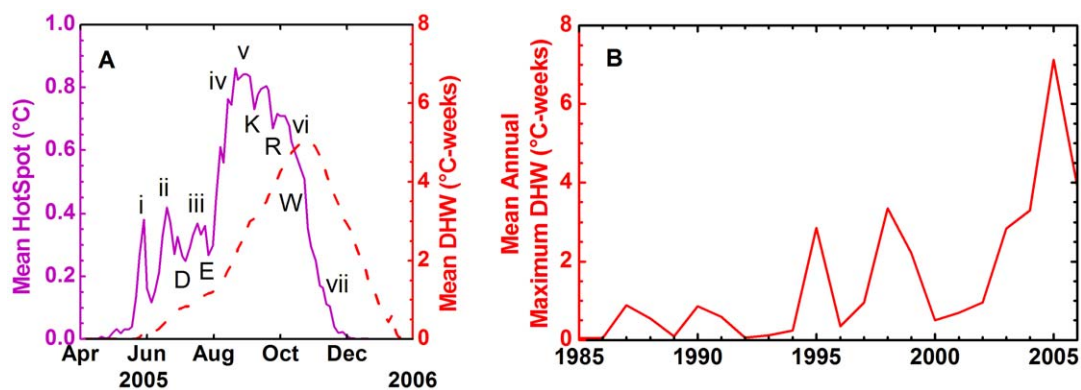 A
B
Mean HotSpot (°C)
1.0
0.8
0.6
0.4
0.2
0.0
i
ii
iii
iv
v
vi
vii
D
E
K
R
W
8
6
4
2
0
Mean DHW (°C-weeks)
Apr Jun Aug Oct Dec
2005 2006
Mean Annual
Maximum DHW (°C-weeks)
8
6
4
2
0
1985 1990 1995 2000 2005